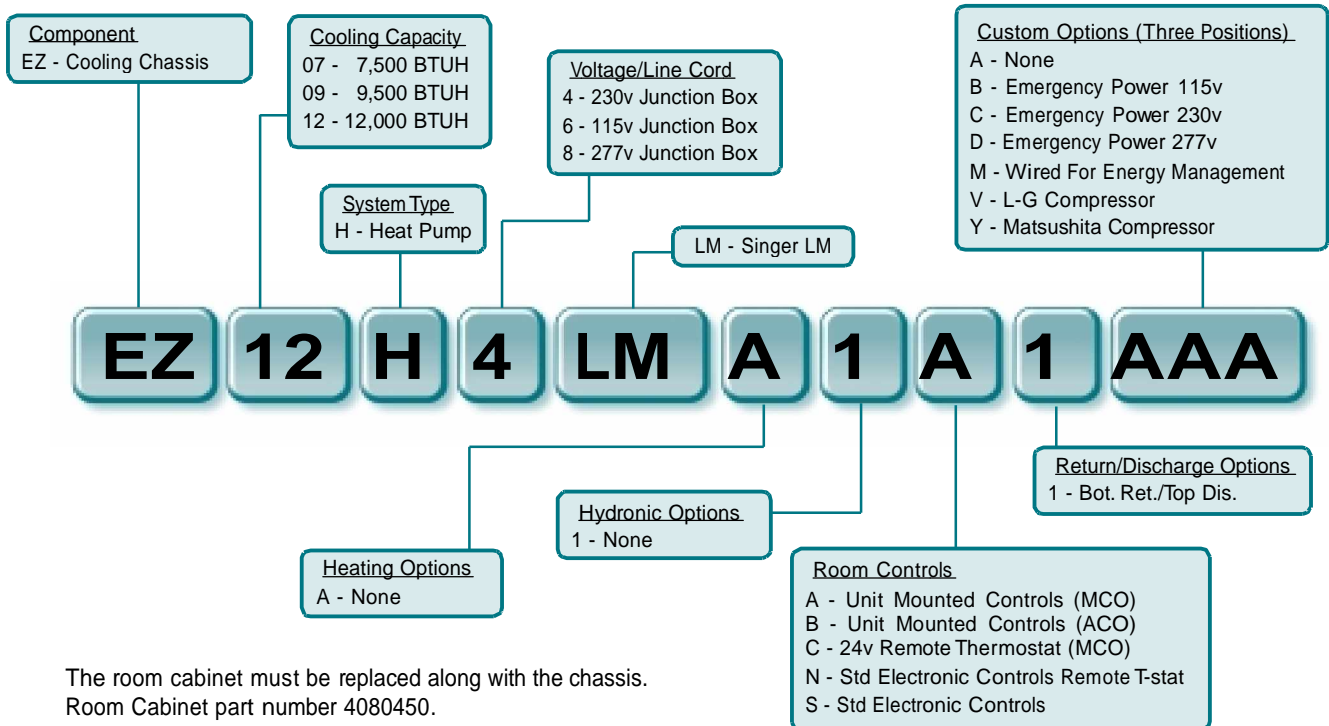 Component
EZ - Cooling Chassis
Cooling Capacity
07 - 7,500 BTUH
09 - 9,500 BTUH
12 - 12,000 BTUH
System Type
H - Heat Pump
Voltage/Line Cord
4 - 230v Junction Box
6 - 115v Junction Box
8 - 277v Junction Box
LM - Singer LM
Custom Options (Three Positions)
A - None
B - Emergency Power 115v
C - Emergency Power 230v
D - Emergency Power 277v
M - Wired For Energy Management
V - L-G Compressor
Y - Matsushita Compressor
EZ 12 H 4 LM A 1 A 1 AAA
Heating Options
A - None
Hydronic Options
1 - None
Room Controls
A - Unit Mounted Controls (MCO)
B - Unit Mounted Controls (ACO)
C - 24v Remote Thermostat (MCO)
N - Std Electronic Controls Remote T-stat
S - Std Electronic Controls
Return/Discharge Options
1 - Bot. Ret./Top Dis.
The room cabinet must be replaced along with the chassis.
Room Cabinet part number 4080450.